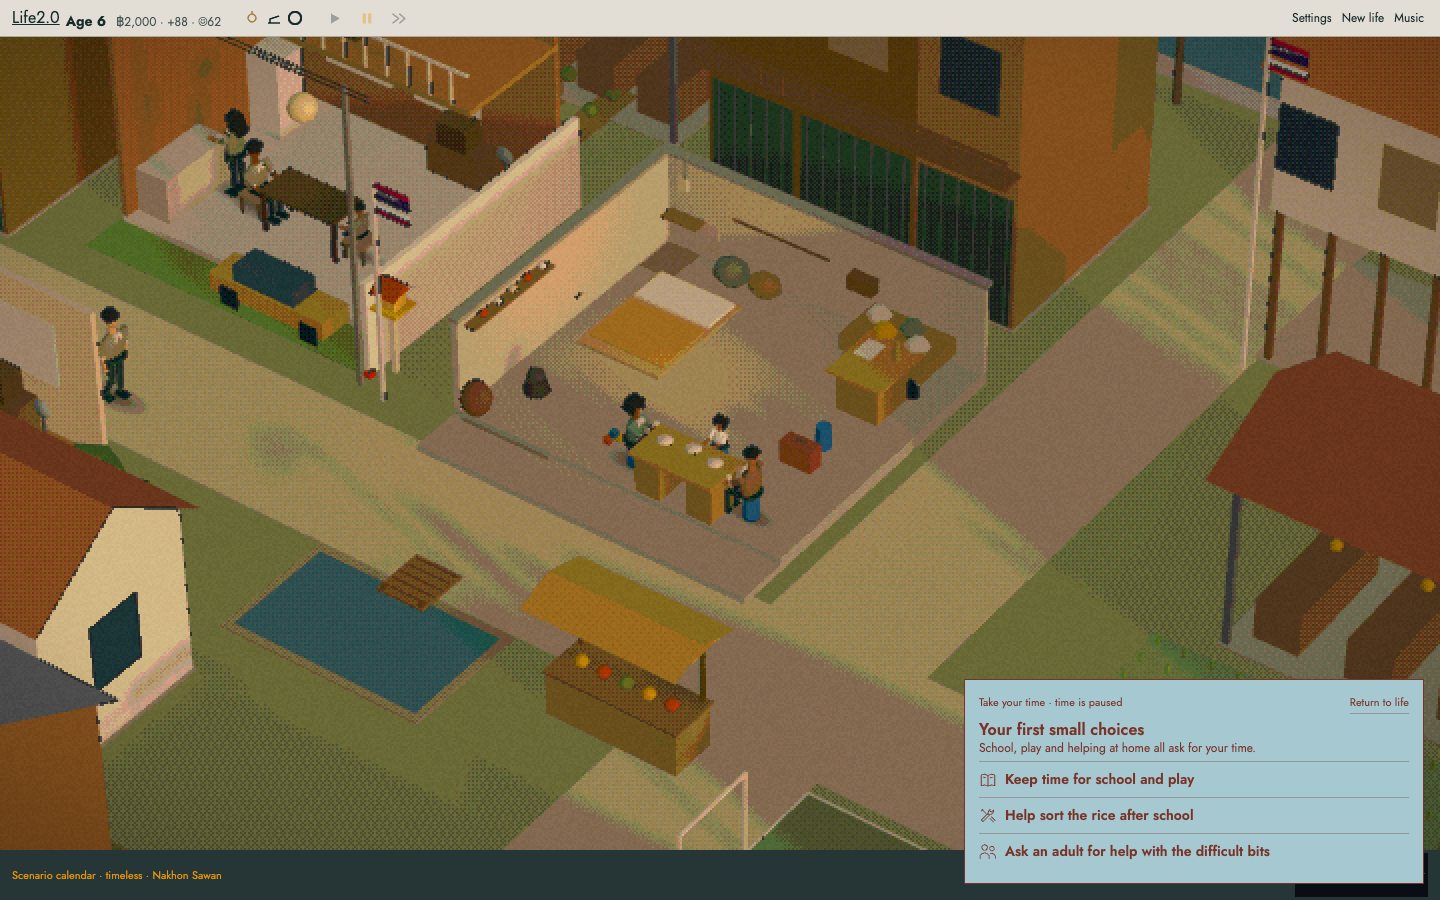 Life2.0 Age 6 ฿2,000 · +88 · ◎62
Settings New life Music
Take your time · time is paused
Return to life
Your first small choices
School, play and helping at home all ask for your time.
Keep time for school and play
Help sort the rice after school
Ask an adult for help with the difficult bits
Scenario calendar · timeless · Nakhon Sawan